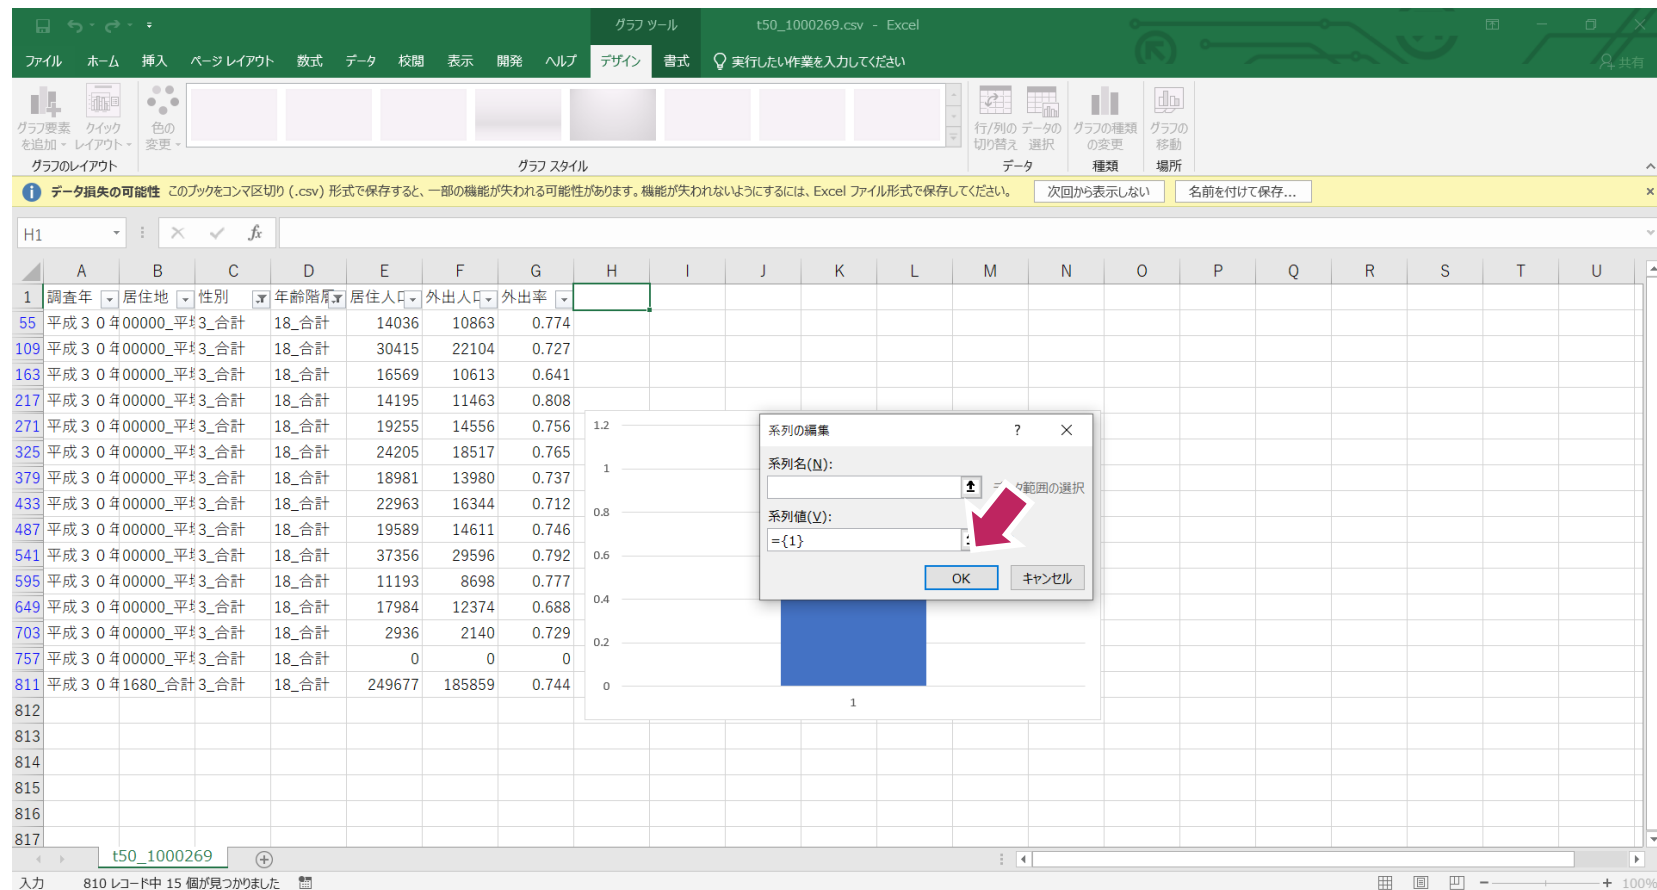 グラフ ツール
t50_1000269.csv - Excel
ファイル ホーム 挿入 ページ レイアウト 数式 データ 校閲 表示 開発 ヘルプ デザイン 書式 実行したい作業を入力してください 共有
グラフ要素を追加 クイックレイアウト 色の変更 行/列の切り替え データの選択 グラフの種類の変更 グラフの移動
グラフのレイアウト グラフ スタイル データ 種類 場所
データ損失の可能性 このブックをコンマ区切り (.csv) 形式で保存すると、一部の機能が失われる可能性があります。機能が失われないようにするには、Excel ファイル形式で保存してください。 次回から表示しない 名前を付けて保存...
H1 fx
A B C D E F G H I J K L M N O P Q R S T U
1 調査年 居住地 性別 年齢階層 居住人口 外出人口 外出率
55 平成３０年 00000_平 3_合計 18_合計 14036 10863 0.774
109 平成３０年 00000_平 3_合計 18_合計 30415 22104 0.727
163 平成３０年 00000_平 3_合計 18_合計 16569 10613 0.641
217 平成３０年 00000_平 3_合計 18_合計 14195 11463 0.808
271 平成３０年 00000_平 3_合計 18_合計 19255 14556 0.756
325 平成３０年 00000_平 3_合計 18_合計 24205 18517 0.765
379 平成３０年 00000_平 3_合計 18_合計 18981 13980 0.737
433 平成３０年 00000_平 3_合計 18_合計 22963 16344 0.712
487 平成３０年 00000_平 3_合計 18_合計 19589 14611 0.746
541 平成３０年 00000_平 3_合計 18_合計 37356 29596 0.792
595 平成３０年 00000_平 3_合計 18_合計 11193 8698 0.777
649 平成３０年 00000_平 3_合計 18_合計 17984 12374 0.688
703 平成３０年 00000_平 3_合計 18_合計 2936 2140 0.729
757 平成３０年 00000_平 3_合計 18_合計 0 0 0
811 平成３０年 1680_合計 3_合計 18_合計 249677 185859 0.744
812
813
814
815
816
817
1.2
1
0.8
0.6
0.4
0.2
0
1
系列の編集 ?
系列名(N):
範囲の選択
系列値(V):
={1}
OK キャンセル
t50_1000269
入力 810 レコード中 15 個が見つかりました 100%